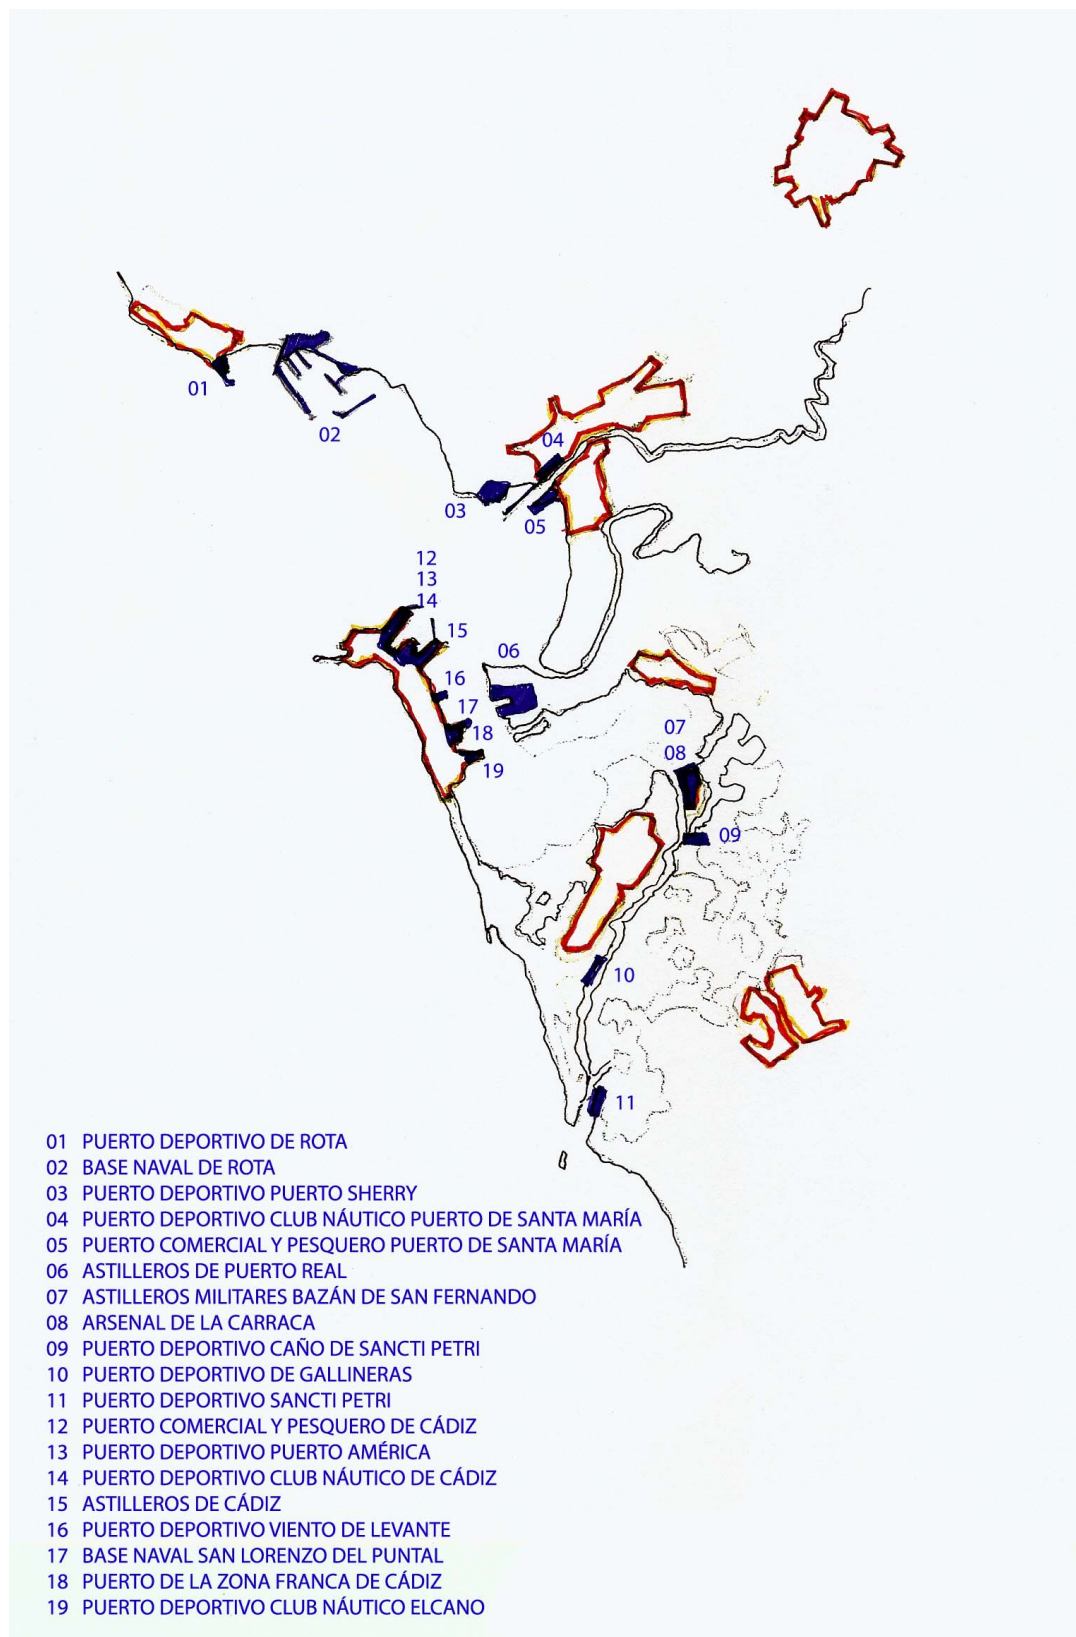 01
02
03
04
05
12
13
14
15
06
16
17
18
19
07
08
09
10
11
01 PUERTO DEPORTIVO DE ROTA
02 BASE NAVAL DE ROTA
03 PUERTO DEPORTIVO PUERTO SHERRY
04 PUERTO DEPORTIVO CLUB NÁUTICO PUERTO DE SANTA MARÍA
05 PUERTO COMERCIAL Y PESQUERO PUERTO DE SANTA MARÍA
06 ASTILLEROS DE PUERTO REAL
07 ASTILLEROS MILITARES BAZÁN DE SAN FERNANDO
08 ARSENAL DE LA CARRACA
09 PUERTO DEPORTIVO CAÑO DE SANCTI PETRI
10 PUERTO DEPORTIVO DE GALLINERAS
11 PUERTO DEPORTIVO SANCTI PETRI
12 PUERTO COMERCIAL Y PESQUERO DE CÁDIZ
13 PUERTO DEPORTIVO PUERTO AMÉRICA
14 PUERTO DEPORTIVO CLUB NÁUTICO DE CÁDIZ
15 ASTILLEROS DE CÁDIZ
16 PUERTO DEPORTIVO VIENTO DE LEVANTE
17 BASE NAVAL SAN LORENZO DEL PUNTAL
18 PUERTO DE LA ZONA FRANCA DE CÁDIZ
19 PUERTO DEPORTIVO CLUB NÁUTICO ELCANO